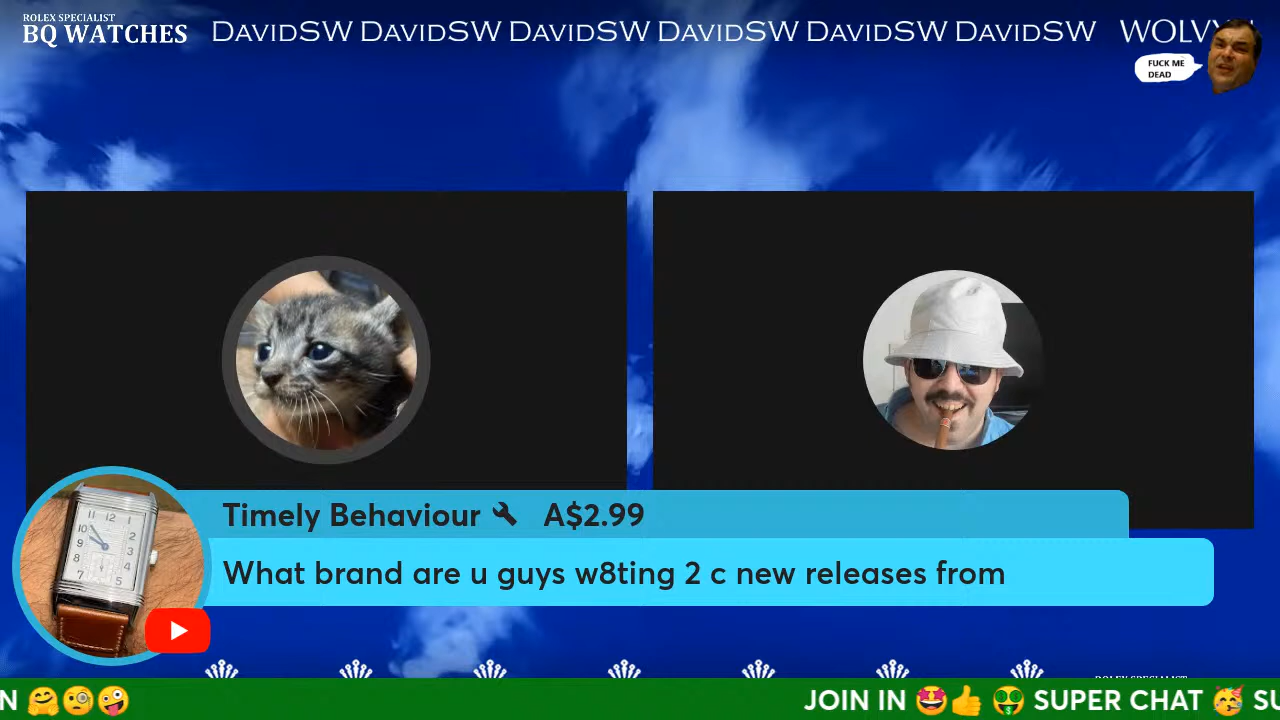 ROLEX SPECIALIST
BQ WATCHES
DAVIDSW DAVIDSW DAVIDSW DAVIDSW DAVIDSW DAVIDSW
FUCK ME
DEAD
Timely Behaviour A$2.99
What brand are u guys w8ting 2 c new releases from
N 🤗🧐🤪 JOIN IN 🤩👍 🤑 SUPER CHAT 🥳 SU